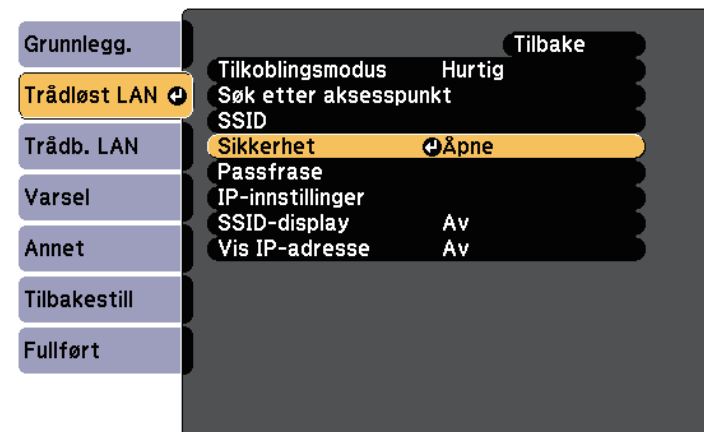 Grunnlegg.
Trådløst LAN
Trådb. LAN
Varsel
Annet
Tilbakestill
Fullført
Tilbake
Tilkoblingsmodus Hurtig
Søk etter aksesspunkt
SSID
Sikkerhet Åpne
Passfrase
IP-innstillinger
SSID-display Av
Vis IP-adresse Av